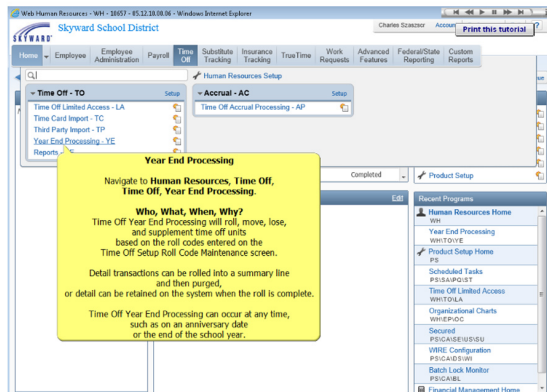 Web Human Resources - WH - 10657 - 05.12.10.00.06 - Windows Internet Explorer
Print this tutorial
SKYWARD
Skyward School District
Charles Szaszscr
Accoun
Home
Employee
Employee Administration
Payroll
Time Off
Substitute Tracking
Insurance Tracking
TrueTime
Work Requests
Advanced Features
Federal/State Reporting
Custom Reports
Human Resources Setup
Time Off - TO
Setup
Accrual - AC
Setup
Time Off Limited Access - LA
Time Off Accrual Processing - AP
Time Card Import - TC
Third Party Import - TP
Year End Processing - YE
Reports
Year End Processing
Navigate to Human Resources, Time Off,
Time Off, Year End Processing.
Who, What, When, Why?
Time Off Year End Processing will roll, move, lose,
and supplement time off units
based on the roll codes entered on the
Time Off Setup Roll Code Maintenance screen.
Detail transactions can be rolled into a summary line
and then purged,
or detail can be retained on the system when the roll is complete.
Time Off Year End Processing can occur at any time,
such as on an anniversary date
or the end of the school year.
Completed
Product Setup
Edit
Recent Programs
Human Resources Home
WH
Year End Processing
WH\TO\YE
Product Setup Home
PS
Scheduled Tasks
PS\SA\PQ\ST
Time Off Limited Access
WH\TO\LA
Organizational Charts
WH\EP\OC
Secured
PS\CA\SE\US\SU
WIRE Configuration
PS\CA\DS\WI
Batch Lock Monitor
PS\CA\BL
Financial Management Home